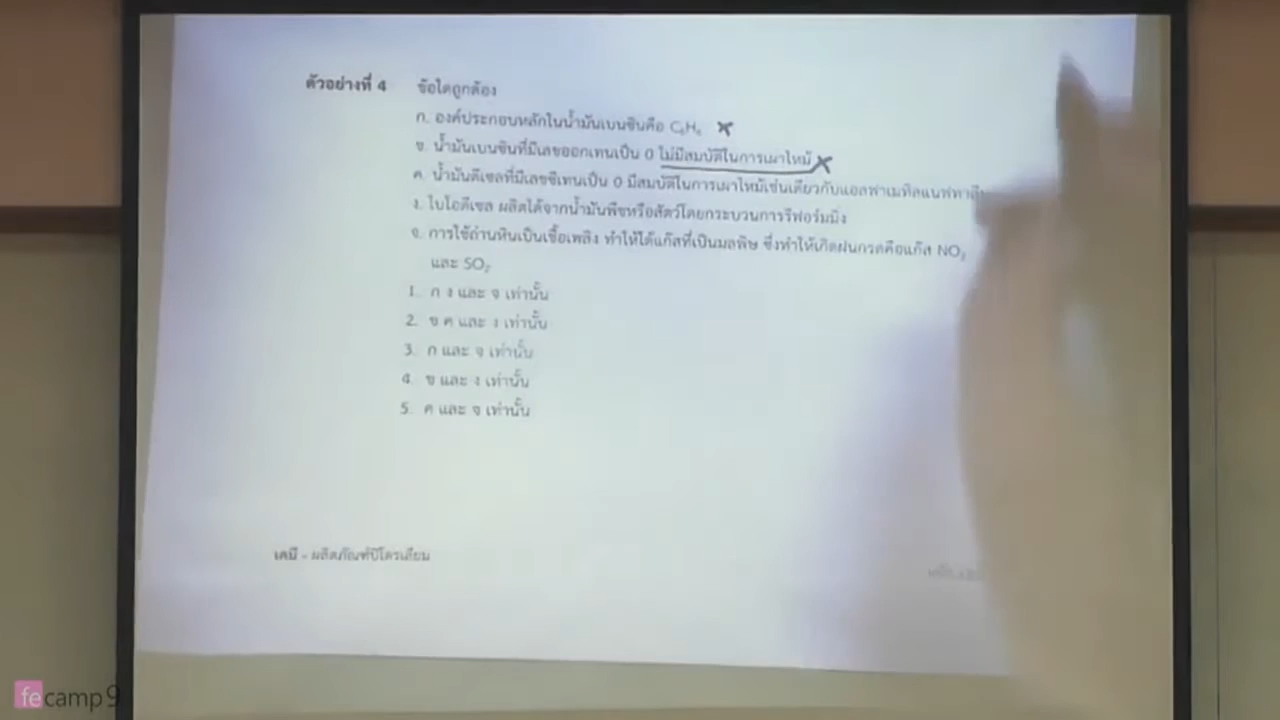 ตัวอย่างที่ 4 ข้อใดถูกต้อง
ก. องค์ประกอบหลักในน้ำมันเบนซินคือ
ข. น้ำมันเบนซินที่มีเลขออกเทนเป็น 0 ไม่มีสมบัติในการเผาไหม้
ค. น้ำมันดีเซลที่มีเลขซีเทนเป็น 0 มีสมบัติในการเผาไหม้เช่นเดียวกับแอลฟาเมทิลแนฟทาลีน
ง. ไบโอดีเซล ผลิตได้จากน้ำมันพืชหรือสัตว์โดยกระบวนการรีฟอร์มมิ่ง
จ. การใช้ถ่านหินเป็นเชื้อเพลิง ทำให้ได้แก๊สที่เป็นมลพิษ ซึ่งทำให้เกิดฝนกรดคือแก๊ส NO₂
และ SO₂
1. ก ง และ จ เท่านั้น
2. ข ค และ ง เท่านั้น
3. ก และ จ เท่านั้น
4. ข และ ง เท่านั้น
5. ค และ จ เท่านั้น
เคมี - ผลิตภัณฑ์ปิโตรเลียม
fecamp9